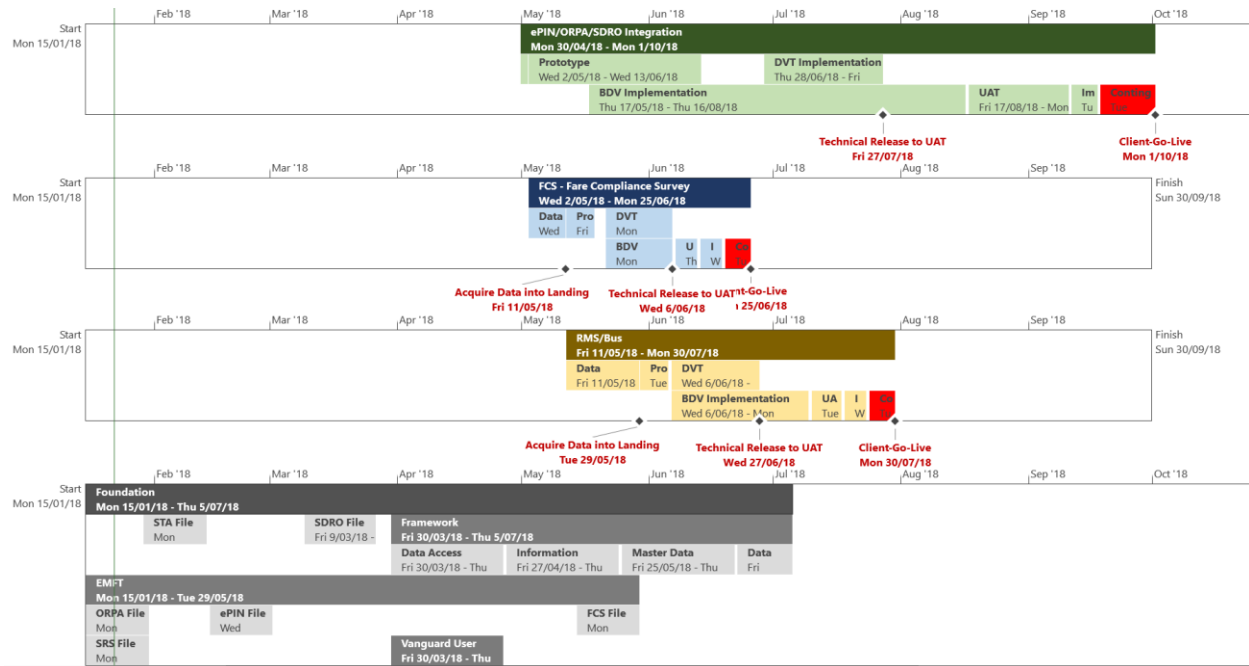 Feb '18 Mar '18 Apr '18 May '18 Jun '18 Jul '18 Aug '18 Sep '18 Oct '18
Start
Mon 15/01/18
ePIN/ORPA/SDRO Integration
Mon 30/04/18 - Mon 1/10/18
Prototype
Wed 2/05/18 - Wed 13/06/18
DVT Implementation
Thu 28/06/18 - Fri
BDV Implementation
Thu 17/05/18 - Thu 16/08/18
UAT
Fri 17/08/18 - Mon
Im
Tu
Conting
Tue
Technical Release to UAT
Fri 27/07/18
Client-Go-Live
Mon 1/10/18
Feb '18 Mar '18 Apr '18 May '18 Jun '18 Jul '18 Aug '18 Sep '18
Start
Mon 15/01/18
Finish
Sun 30/09/18
FCS - Fare Compliance Survey
Wed 2/05/18 - Mon 25/06/18
Data
Wed
Pro
Fri
DVT
Mon
BDV
Mon
U
Th
I
W
Co
Acquire Data into Landing
Fri 11/05/18
Technical Release to UAT
Wed 6/06/18
nt-Go-Live
25/06/18
Feb '18 Mar '18 Apr '18 May '18 Jun '18 Jul '18 Aug '18 Sep '18
Start
Mon 15/01/18
Finish
Sun 30/09/18
RMS/Bus
Fri 11/05/18 - Mon 30/07/18
Data
Fri 11/05/18
Pro
Tue
DVT
Wed 6/06/18 -
BDV Implementation
Wed 6/06/18 - Mon
UA
Tue
I
W
Co
Acquire Data into Landing
Tue 29/05/18
Technical Release to UAT
Wed 27/06/18
Client-Go-Live
Mon 30/07/18
Feb '18 Mar '18 Apr '18 May '18 Jun '18 Jul '18 Aug '18 Sep '18 Oct '18
Start
Mon 15/01/18
Foundation
Mon 15/01/18 - Thu 5/07/18
STA File
Mon
SDRO File
Fri 9/03/18 -
Framework
Fri 30/03/18 - Thu 5/07/18
Data Access
Fri 30/03/18 - Thu
Information
Fri 27/04/18 - Thu
Master Data
Fri 25/05/18 - Thu
Data
Fri
EMFT
Mon 15/01/18 - Tue 29/05/18
ORPA File
Mon
ePIN File
Wed
FCS File
Mon
SRS File
Mon
Vanguard User
Fri 30/03/18 - Thu